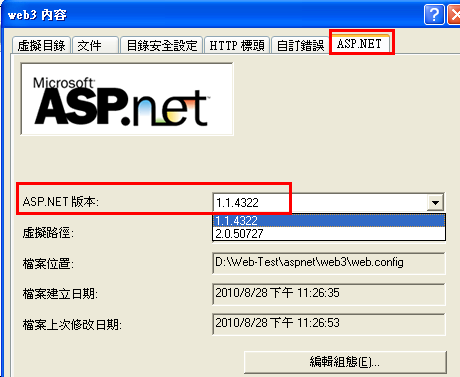 web3 內容
虛擬目錄 文件 目錄安全設定 HTTP 標頭 自訂錯誤 ASP.NET
Microsoft
ASP.net
ASP.NET 版本: 1.1.4322
1.1.4322
虛擬路徑: 2.0.50727
檔案位置: D:\Web-Test\aspnet\web3\web.config
檔案建立日期: 2010/8/28 下午 11:26:35
檔案上次修改日期: 2010/8/28 下午 11:26:53
編輯組態(E)...